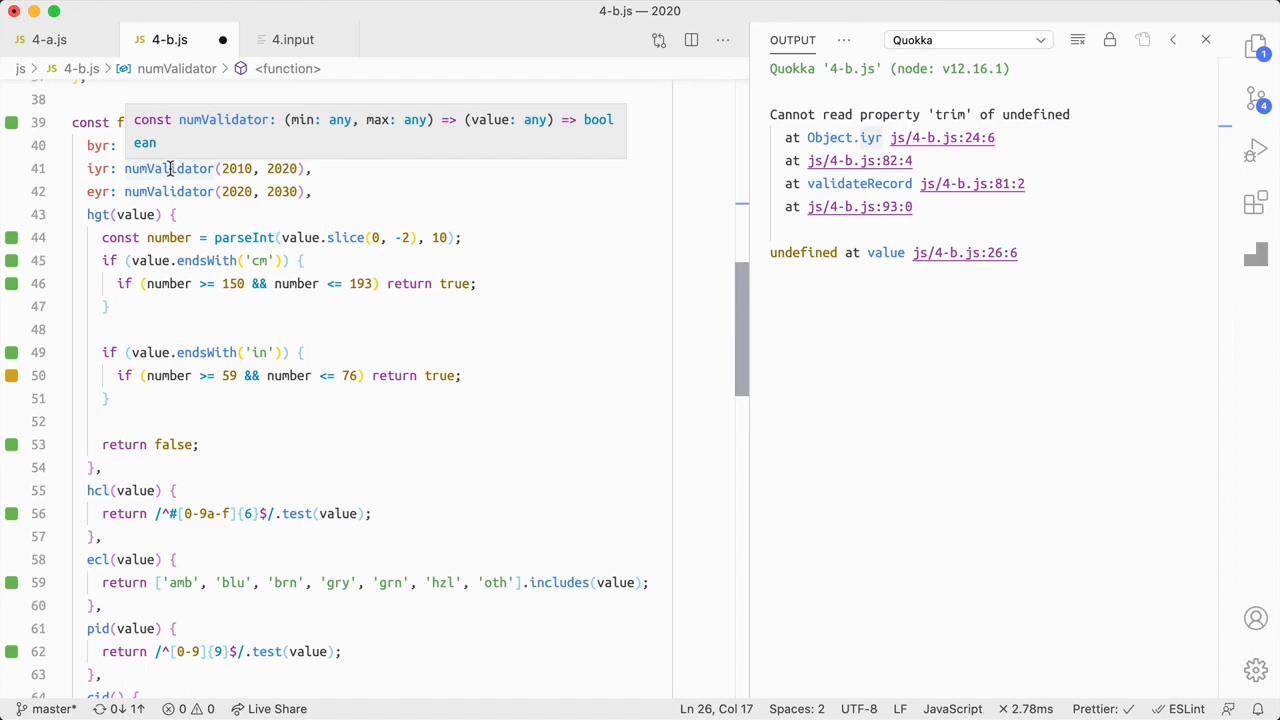 4-b.js — 2020
JS 4-a.js
JS 4-b.js ●
4.input
OUTPUT ··· Quokka
js > JS 4-b.js > numValidator > <function>
Quokka '4-b.js' (node: v12.16.1)
38
39 const f
const numValidator: (min: any, max: any) => (value: any) => bool
ean
40 byr:
41 iyr: numValidator(2010, 2020),
42 eyr: numValidator(2020, 2030),
43 hgt(value) {
44 const number = parseInt(value.slice(0, -2), 10);
45 if (value.endsWith('cm')) {
46 if (number >= 150 && number <= 193) return true;
47 }
48
49 if (value.endsWith('in')) {
50 if (number >= 59 && number <= 76) return true;
51 }
52
53 return false;
54 },
55 hcl(value) {
56 return /^#[0-9a-f]{6}$/.test(value);
57 },
58 ecl(value) {
59 return ['amb', 'blu', 'brn', 'gry', 'grn', 'hzl', 'oth'].includes(value);
60 },
61 pid(value) {
62 return /^[0-9]{9}$/.test(value);
63 },
64 cid() {
Cannot read property 'trim' of undefined
at Object.iyr js/4-b.js:24:6
at js/4-b.js:82:4
at validateRecord js/4-b.js:81:2
at js/4-b.js:93:0
undefined at value js/4-b.js:26:6
1
4
master* 0↓ 1↑ 0 0 Live Share Ln 26, Col 17 Spaces: 2 UTF-8 LF JavaScript × 2.78ms Prettier: ✓ ESLint